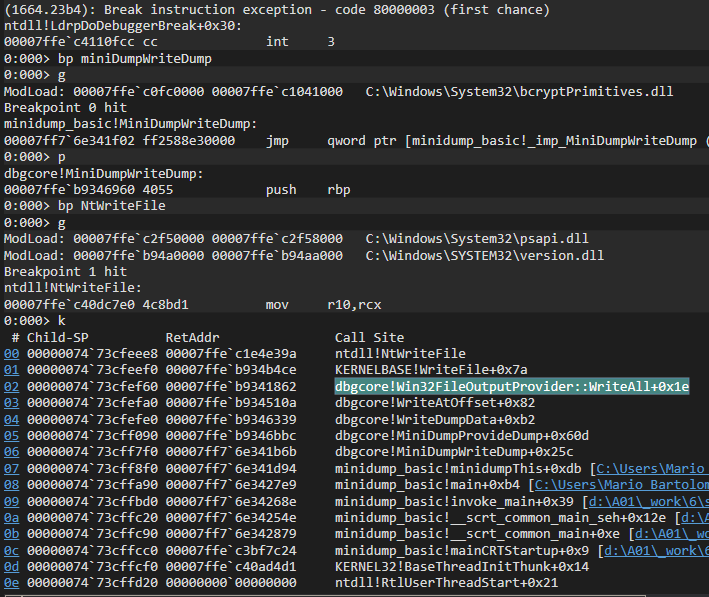 (1664.23b4): Break instruction exception - code 80000003 (first chance)
ntdll!LdrpDoDebuggerBreak+0x30:
00007ffe`c4110fcc cc              int     3
0:000> bp miniDumpWriteDump
0:000> g
ModLoad: 00007ffe`c0fc0000 00007ffe`c1041000   C:\Windows\System32\bcryptPrimitives.dll
Breakpoint 0 hit
minidump_basic!MiniDumpWriteDump:
00007ff7`6e341f02 ff2588e30000    jmp     qword ptr [minidump_basic!_imp_MiniDumpWriteDump (
0:000> p
dbgcore!MiniDumpWriteDump:
00007ffe`b9346960 4055            push    rbp
0:000> bp NtWriteFile
0:000> g
ModLoad: 00007ffe`c2f50000 00007ffe`c2f58000   C:\Windows\System32\psapi.dll
ModLoad: 00007ffe`b94a0000 00007ffe`b94aa000   C:\Windows\SYSTEM32\version.dll
Breakpoint 1 hit
ntdll!NtWriteFile:
00007ffe`c40dc7e0 4c8bd1          mov     r10,rcx
0:000> k
 # Child-SP          RetAddr               Call Site
00 00000074`73cfeee8 00007ffe`c1e4e39a     ntdll!NtWriteFile
01 00000074`73cfeef0 00007ffe`b934b4ce     KERNELBASE!WriteFile+0x7a
02 00000074`73cfef60 00007ffe`b9341862     dbgcore!Win32FileOutputProvider::WriteAll+0x1e
03 00000074`73cfefa0 00007ffe`b934510a     dbgcore!WriteAtOffset+0x82
04 00000074`73cfefe0 00007ffe`b9346339     dbgcore!WriteDumpData+0xb2
05 00000074`73cff090 00007ffe`b9346bbc     dbgcore!MiniDumpProvideDump+0x60d
06 00000074`73cff7f0 00007ff7`6e341b6b     dbgcore!MiniDumpWriteDump+0x25c
07 00000074`73cff8f0 00007ff7`6e341d94     minidump_basic!minidumpThis+0xdb [C:\Users\Mario
08 00000074`73cffa90 00007ff7`6e3427e9     minidump_basic!main+0xb4 [C:\Users\Mario Bartolom
09 00000074`73cffbd0 00007ff7`6e34268e     minidump_basic!invoke_main+0x39 [d:\A01\_work\6\s
0a 00000074`73cffc20 00007ff7`6e34254e     minidump_basic!__scrt_common_main_seh+0x12e [d:\A
0b 00000074`73cffc90 00007ff7`6e342879     minidump_basic!__scrt_common_main+0xe [d:\A01\_wo
0c 00000074`73cffcc0 00007ffe`c3bf7c24     minidump_basic!mainCRTStartup+0x9 [d:\A01\_work\6
0d 00000074`73cffcf0 00007ffe`c40ad4d1     KERNEL32!BaseThreadInitThunk+0x14
0e 00000074`73cffd20 00000000`00000000     ntdll!RtlUserThreadStart+0x21